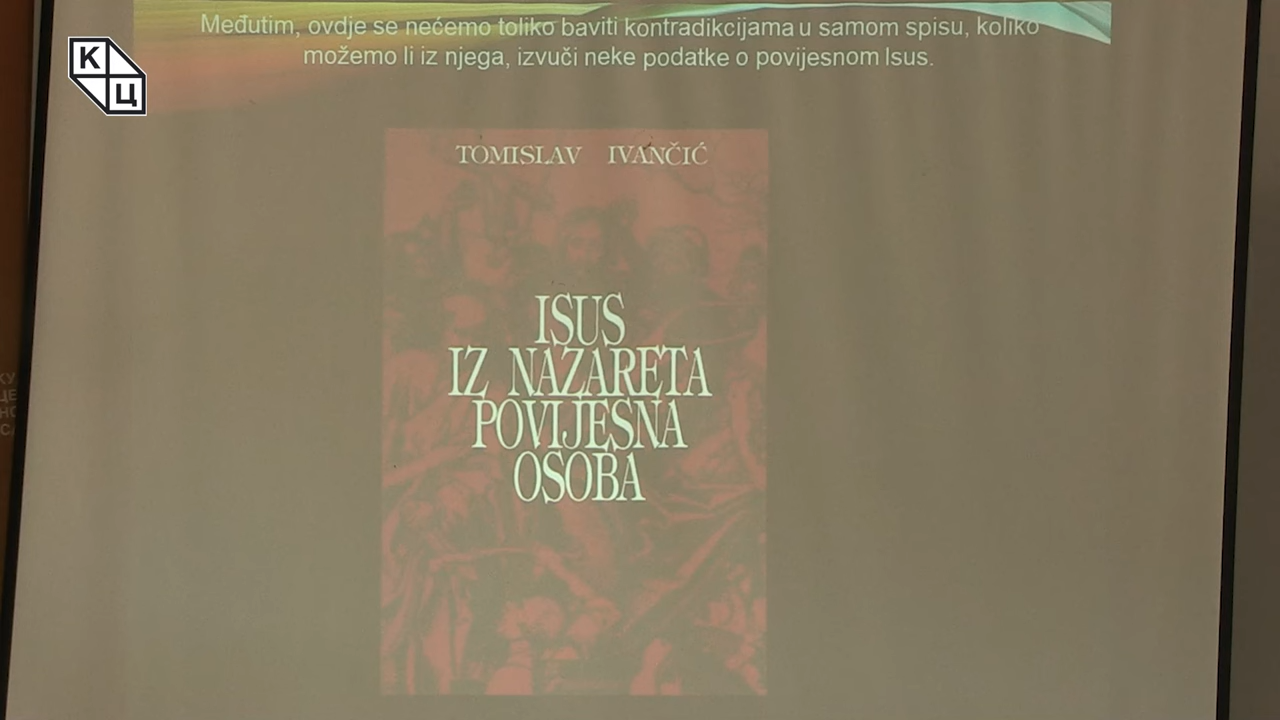 Međutim, ovdje se nećemo toliko baviti kontradikcijama u samom spisu, koliko
možemo li iz njega, izvuči neke podatke o povijesnom Isus.
К
Ц
TOMISLAV IVANČIĆ
ISUS
IZ NAZARETA
POVIJESNA
OSOBA